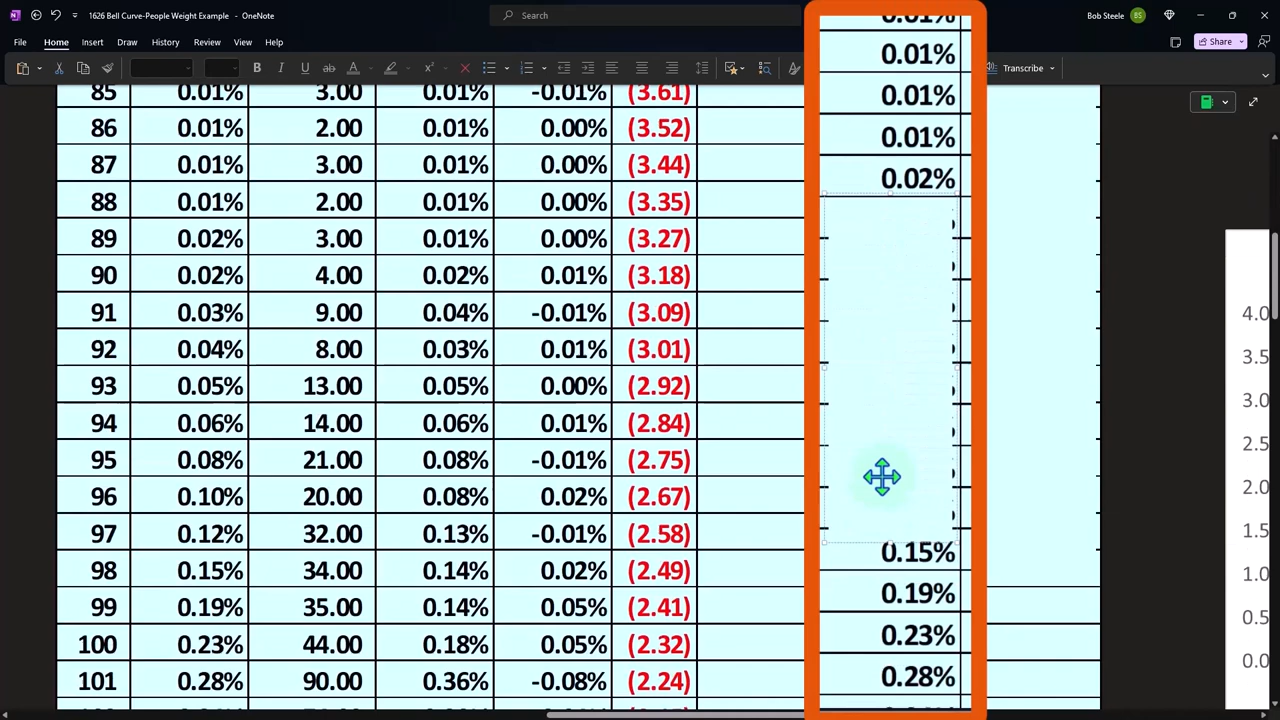 1626 Bell Curve-People Weight Example - OneNote
Search
Bob Steele BS
File Home Insert Draw History Review View Help
Share
B I U ab A x
Transcribe
85 0.01% 3.00 0.01% -0.01% (3.61)
86 0.01% 2.00 0.01% 0.00% (3.52)
87 0.01% 3.00 0.01% 0.00% (3.44)
88 0.01% 2.00 0.01% 0.00% (3.35)
89 0.02% 3.00 0.01% 0.00% (3.27)
90 0.02% 4.00 0.02% 0.01% (3.18)
91 0.03% 9.00 0.04% -0.01% (3.09)
92 0.04% 8.00 0.03% 0.01% (3.01)
93 0.05% 13.00 0.05% 0.00% (2.92)
94 0.06% 14.00 0.06% 0.01% (2.84)
95 0.08% 21.00 0.08% -0.01% (2.75)
96 0.10% 20.00 0.08% 0.02% (2.67)
97 0.12% 32.00 0.13% -0.01% (2.58)
98 0.15% 34.00 0.14% 0.02% (2.49)
99 0.19% 35.00 0.14% 0.05% (2.41)
100 0.23% 44.00 0.18% 0.05% (2.32)
101 0.28% 90.00 0.36% -0.08% (2.24)
0.01%
0.01%
0.01%
0.01%
0.02%
0.15%
0.19%
0.23%
0.28%
4.0
3.5
3.0
2.5
2.0
1.5
1.0
0.5
0.0